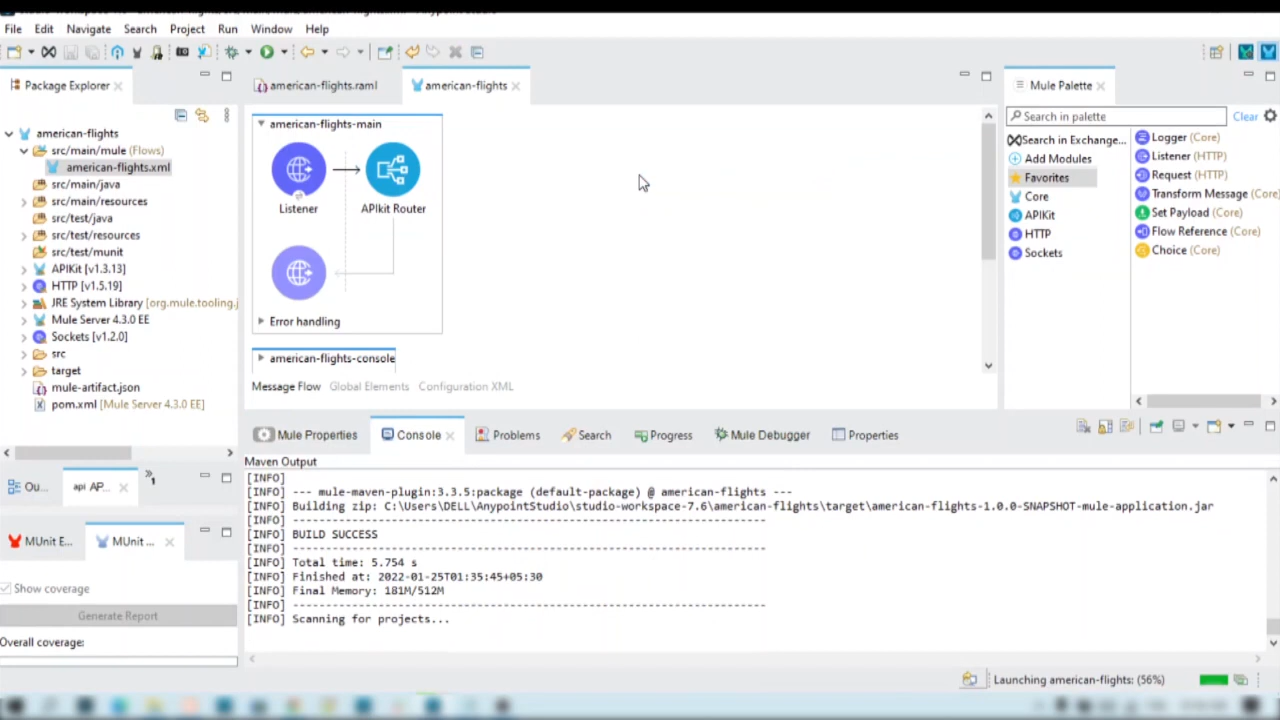 File Edit Navigate Search Project Run Window Help
Package Explorer
american-flights
src/main/mule (Flows)
american-flights.xml
src/main/java
src/main/resources
src/test/java
src/test/resources
src/test/munit
APIKit [v1.3.13]
HTTP [v1.5.19]
JRE System Library [org.mule.tooling.j
Mule Server 4.3.0 EE
Sockets [v1.2.0]
src
target
mule-artifact.json
pom.xml [Mule Server 4.3.0 EE]
Ou...
api AP...
1
MUnit E...
MUnit ...
Show coverage
Generate Report
Overall coverage:
american-flights.raml
american-flights
american-flights-main
Listener
APIkit Router
Error handling
american-flights-console
Message Flow Global Elements Configuration XML
Mule Palette
Search in palette
Clear
Search in Exchange...
Add Modules
Favorites
Core
APIKit
HTTP
Sockets
Logger (Core)
Listener (HTTP)
Request (HTTP)
Transform Message (Core)
Set Payload (Core)
Flow Reference (Core)
Choice (Core)
Mule Properties Console Problems Search Progress Mule Debugger Properties
Maven Output
[INFO]
[INFO] --- mule-maven-plugin:3.3.5:package (default-package) @ american-flights ---
[INFO] Building zip: C:\Users\DELL\AnypointStudio\studio-workspace-7.6\american-flights\target\american-flights-1.0.0-SNAPSHOT-mule-application.jar
[INFO] ------------------------------------------------------------------------
[INFO] BUILD SUCCESS
[INFO] ------------------------------------------------------------------------
[INFO] Total time: 5.754 s
[INFO] Finished at: 2022-01-25T01:35:45+05:30
[INFO] Final Memory: 181M/512M
[INFO] ------------------------------------------------------------------------
[INFO] Scanning for projects...
Launching american-flights: (56%)